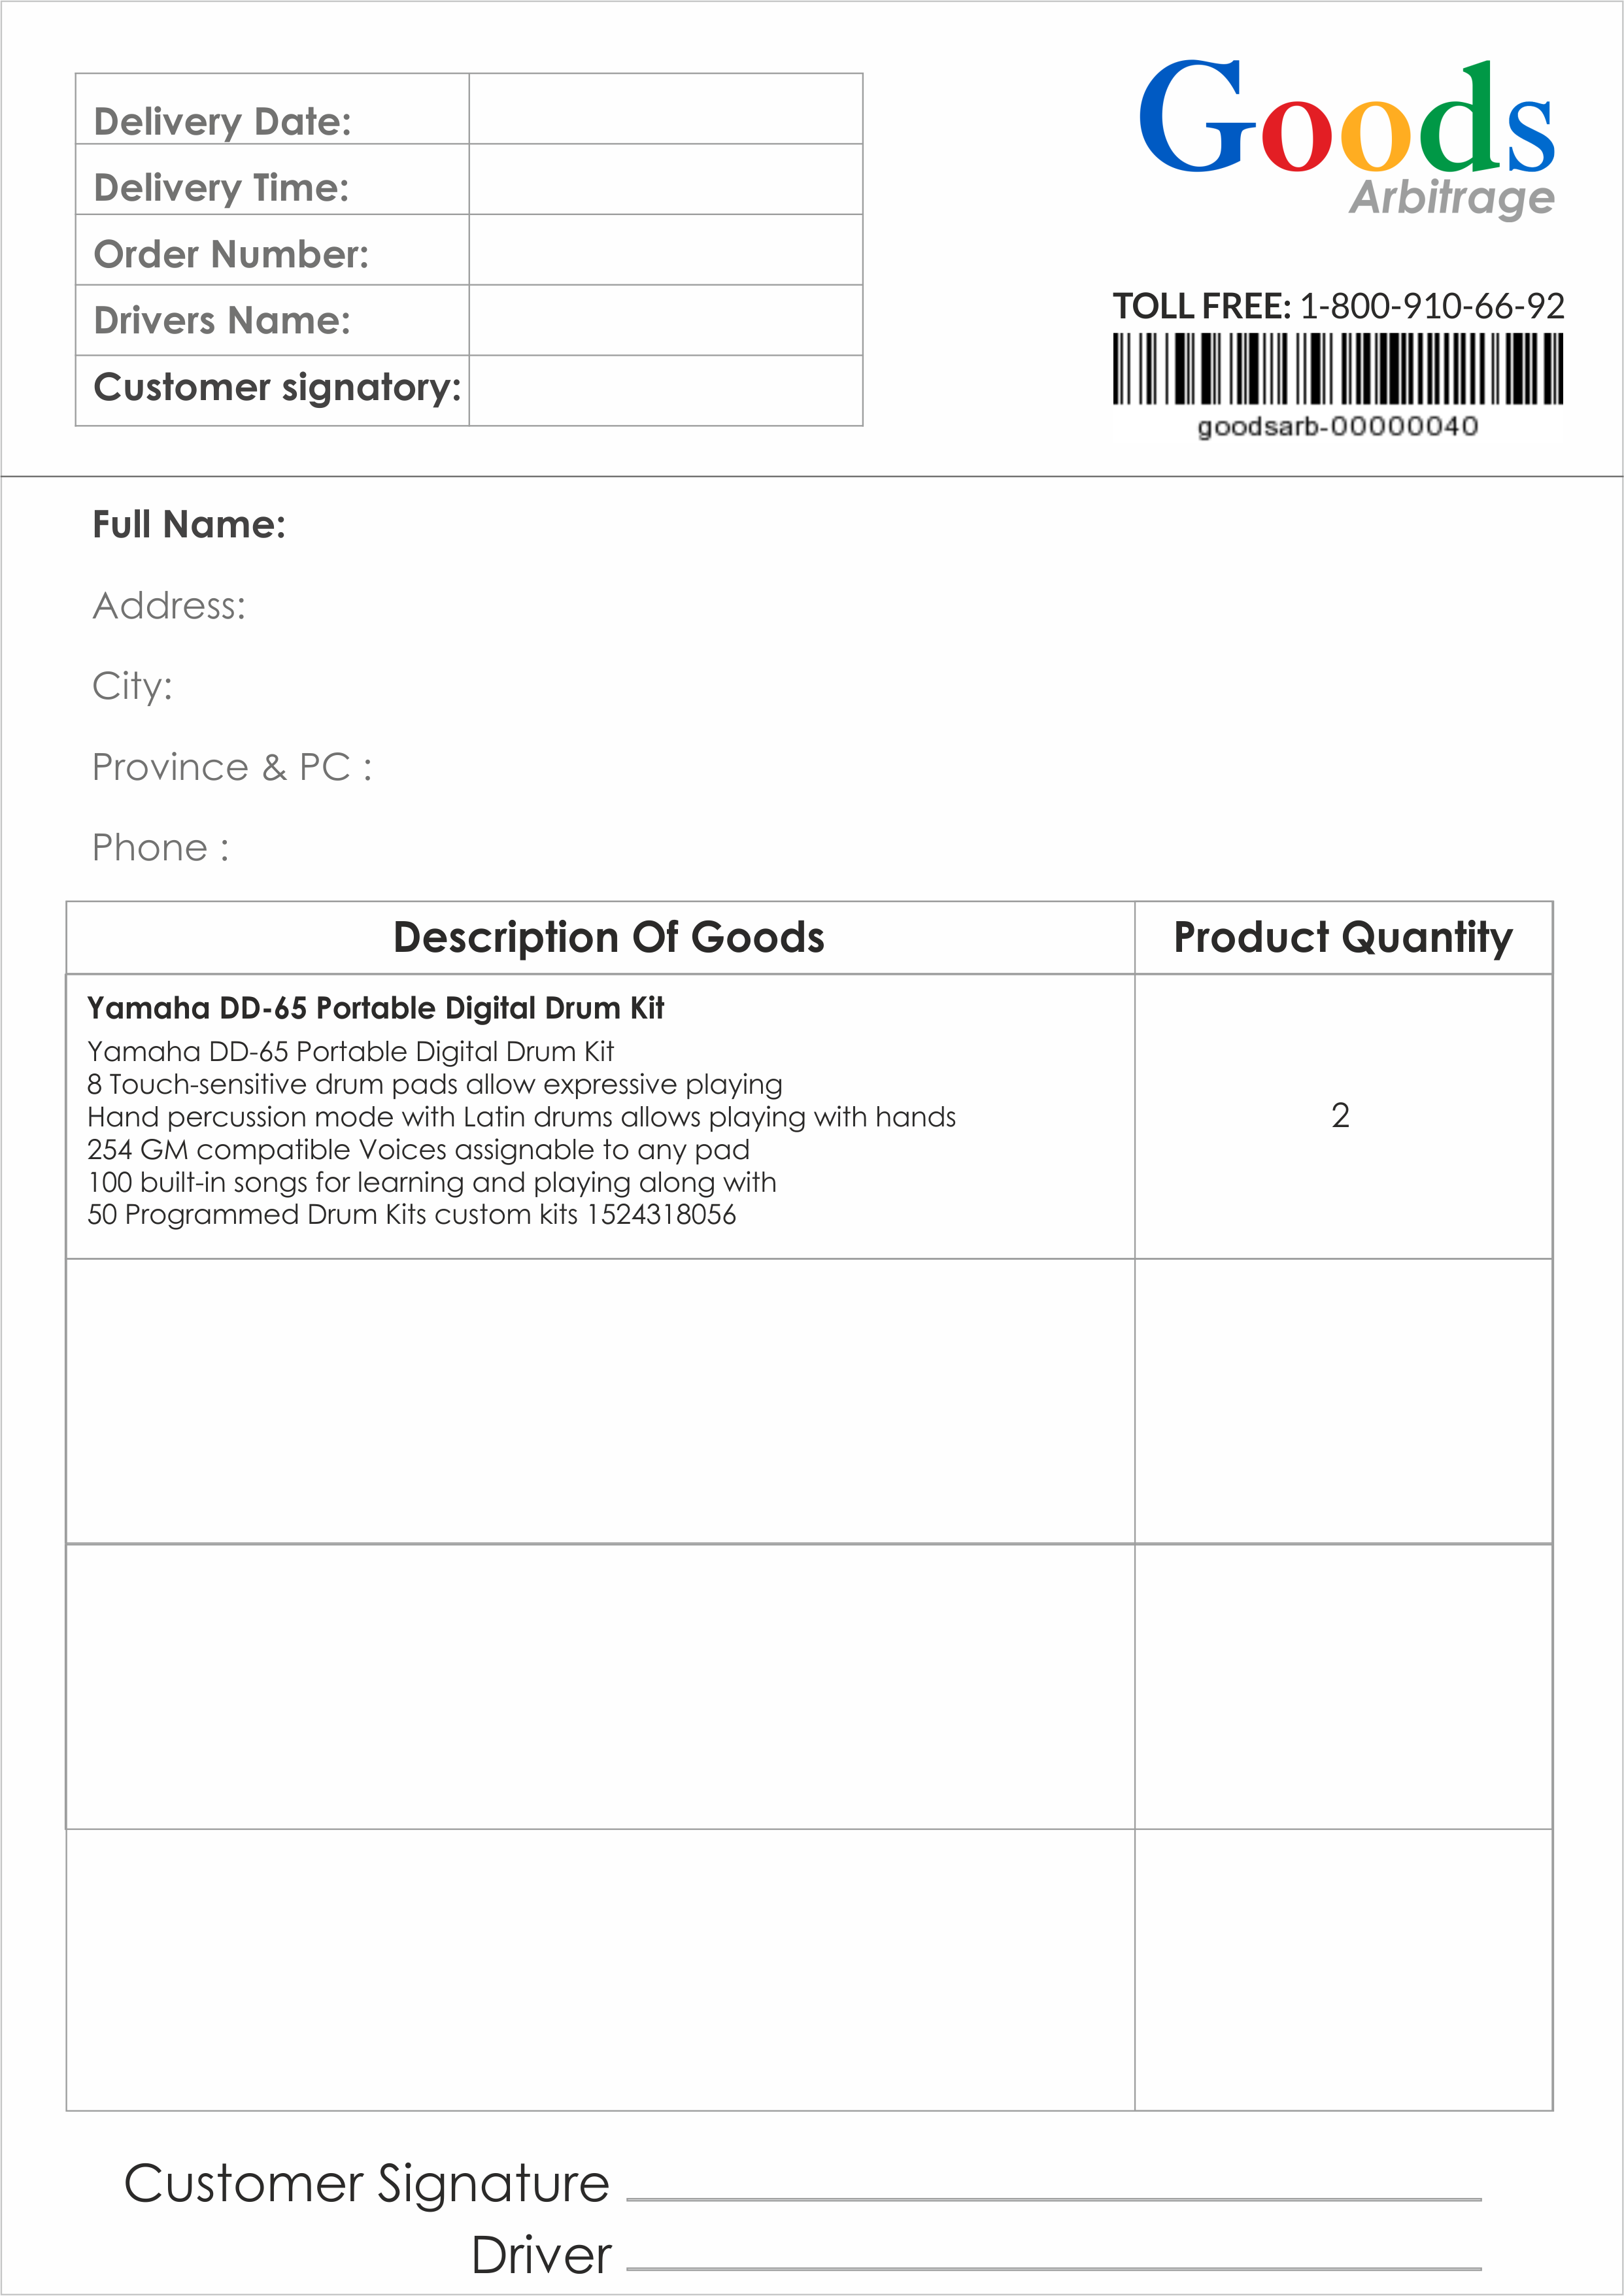 Delivery Date:
Delivery Time:
Order Number:
Drivers Name:
Customer signatory:
Goods
Arbitrage
TOLL FREE: 1-800-910-66-92
goodsarb-00000040
Full Name:
Address:
City:
Province & PC :
Phone :
Description Of Goods
Product Quantity
Yamaha DD-65 Portable Digital Drum Kit
Yamaha DD-65 Portable Digital Drum Kit
8 Touch-sensitive drum pads allow expressive playing
Hand percussion mode with Latin drums allows playing with hands
254 GM compatible Voices assignable to any pad
100 built-in songs for learning and playing along with
50 Programmed Drum Kits custom kits 1524318056
2
Customer Signature
Driver